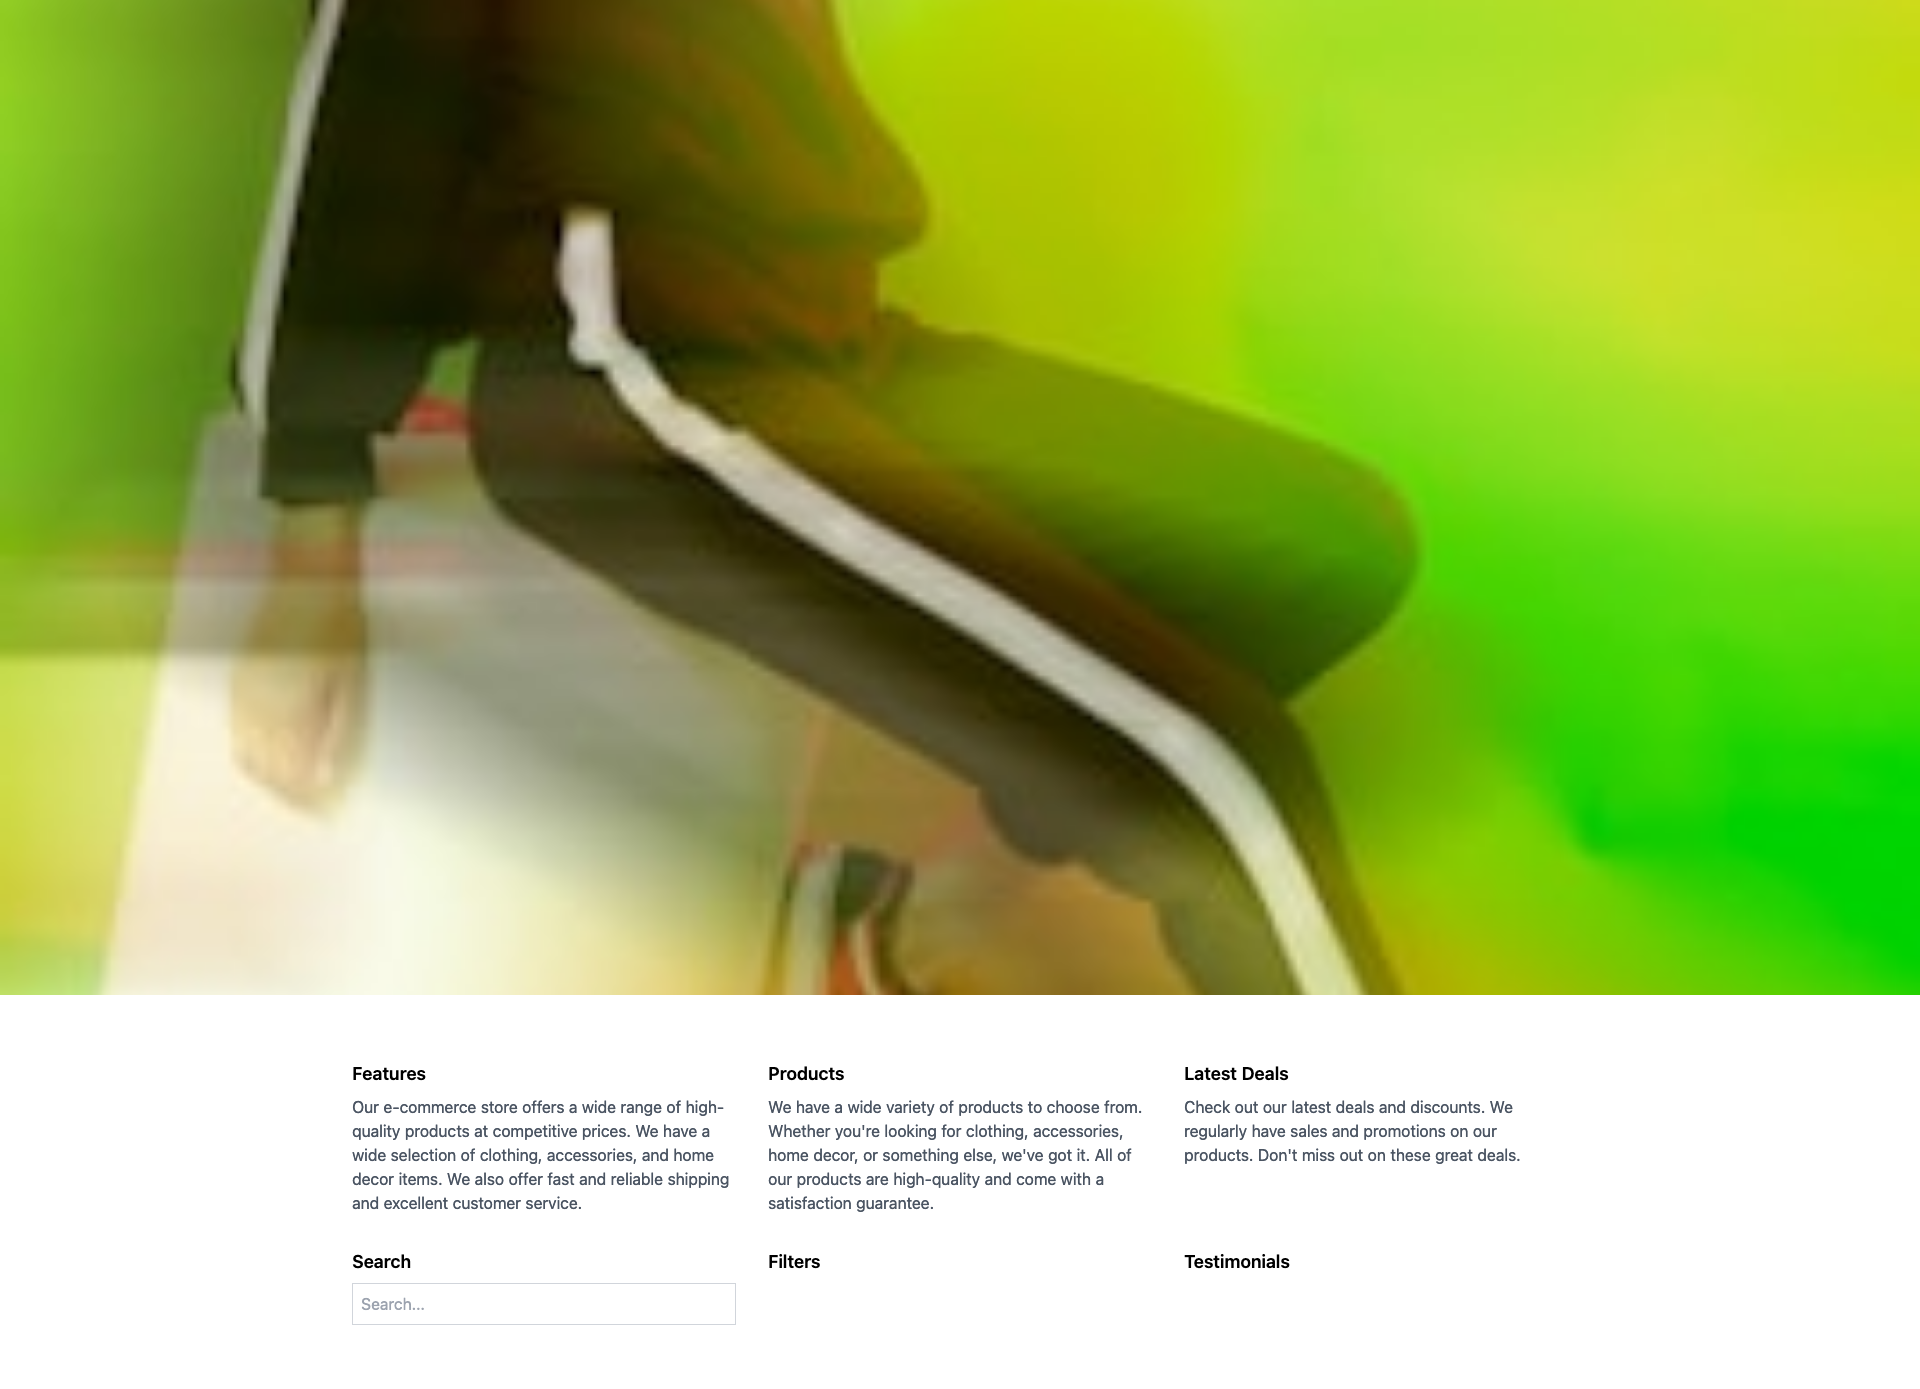 Features
Our e-commerce store offers a wide range of high-
quality products at competitive prices. We have a
wide selection of clothing, accessories, and home
decor items. We also offer fast and reliable shipping
and excellent customer service.
Products
We have a wide variety of products to choose from.
Whether you're looking for clothing, accessories,
home decor, or something else, we've got it. All of
our products are high-quality and come with a
satisfaction guarantee.
Latest Deals
Check out our latest deals and discounts. We
regularly have sales and promotions on our
products. Don't miss out on these great deals.
Search
Search...
Filters
Testimonials